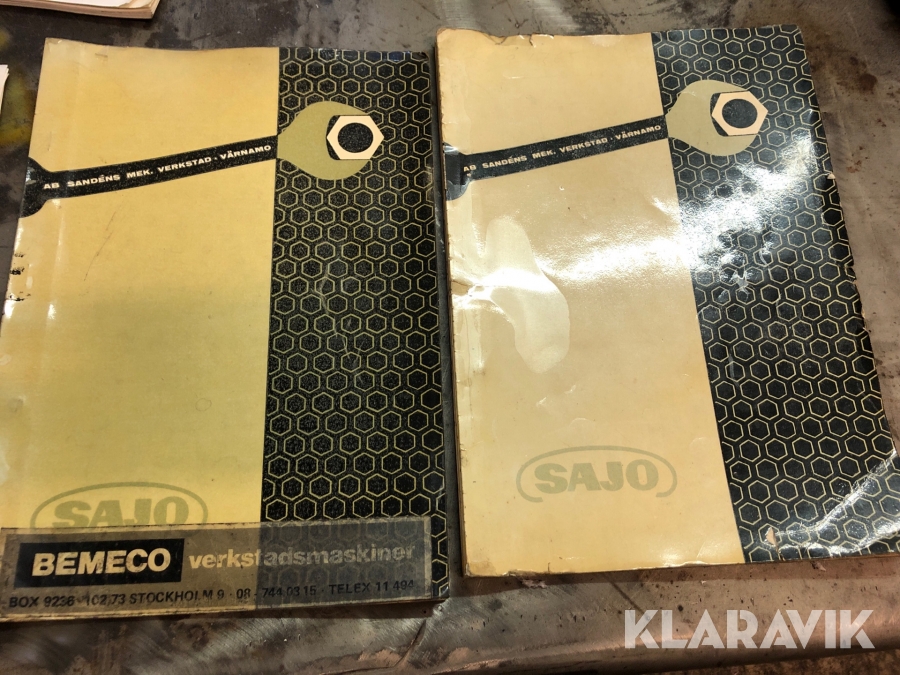 AB SANDÉNS MEK. VERKSTAD · VÄRNAMO
SAJO
BEMECO verkstadsmaskiner
BOX 9236 · 102 73 STOCKHOLM 9 · 08 - 744 03 15 · TELEX 11 494
AB SANDÉNS MEK. VERKSTAD · VÄRNAMO
SAJO
KLARAVIK